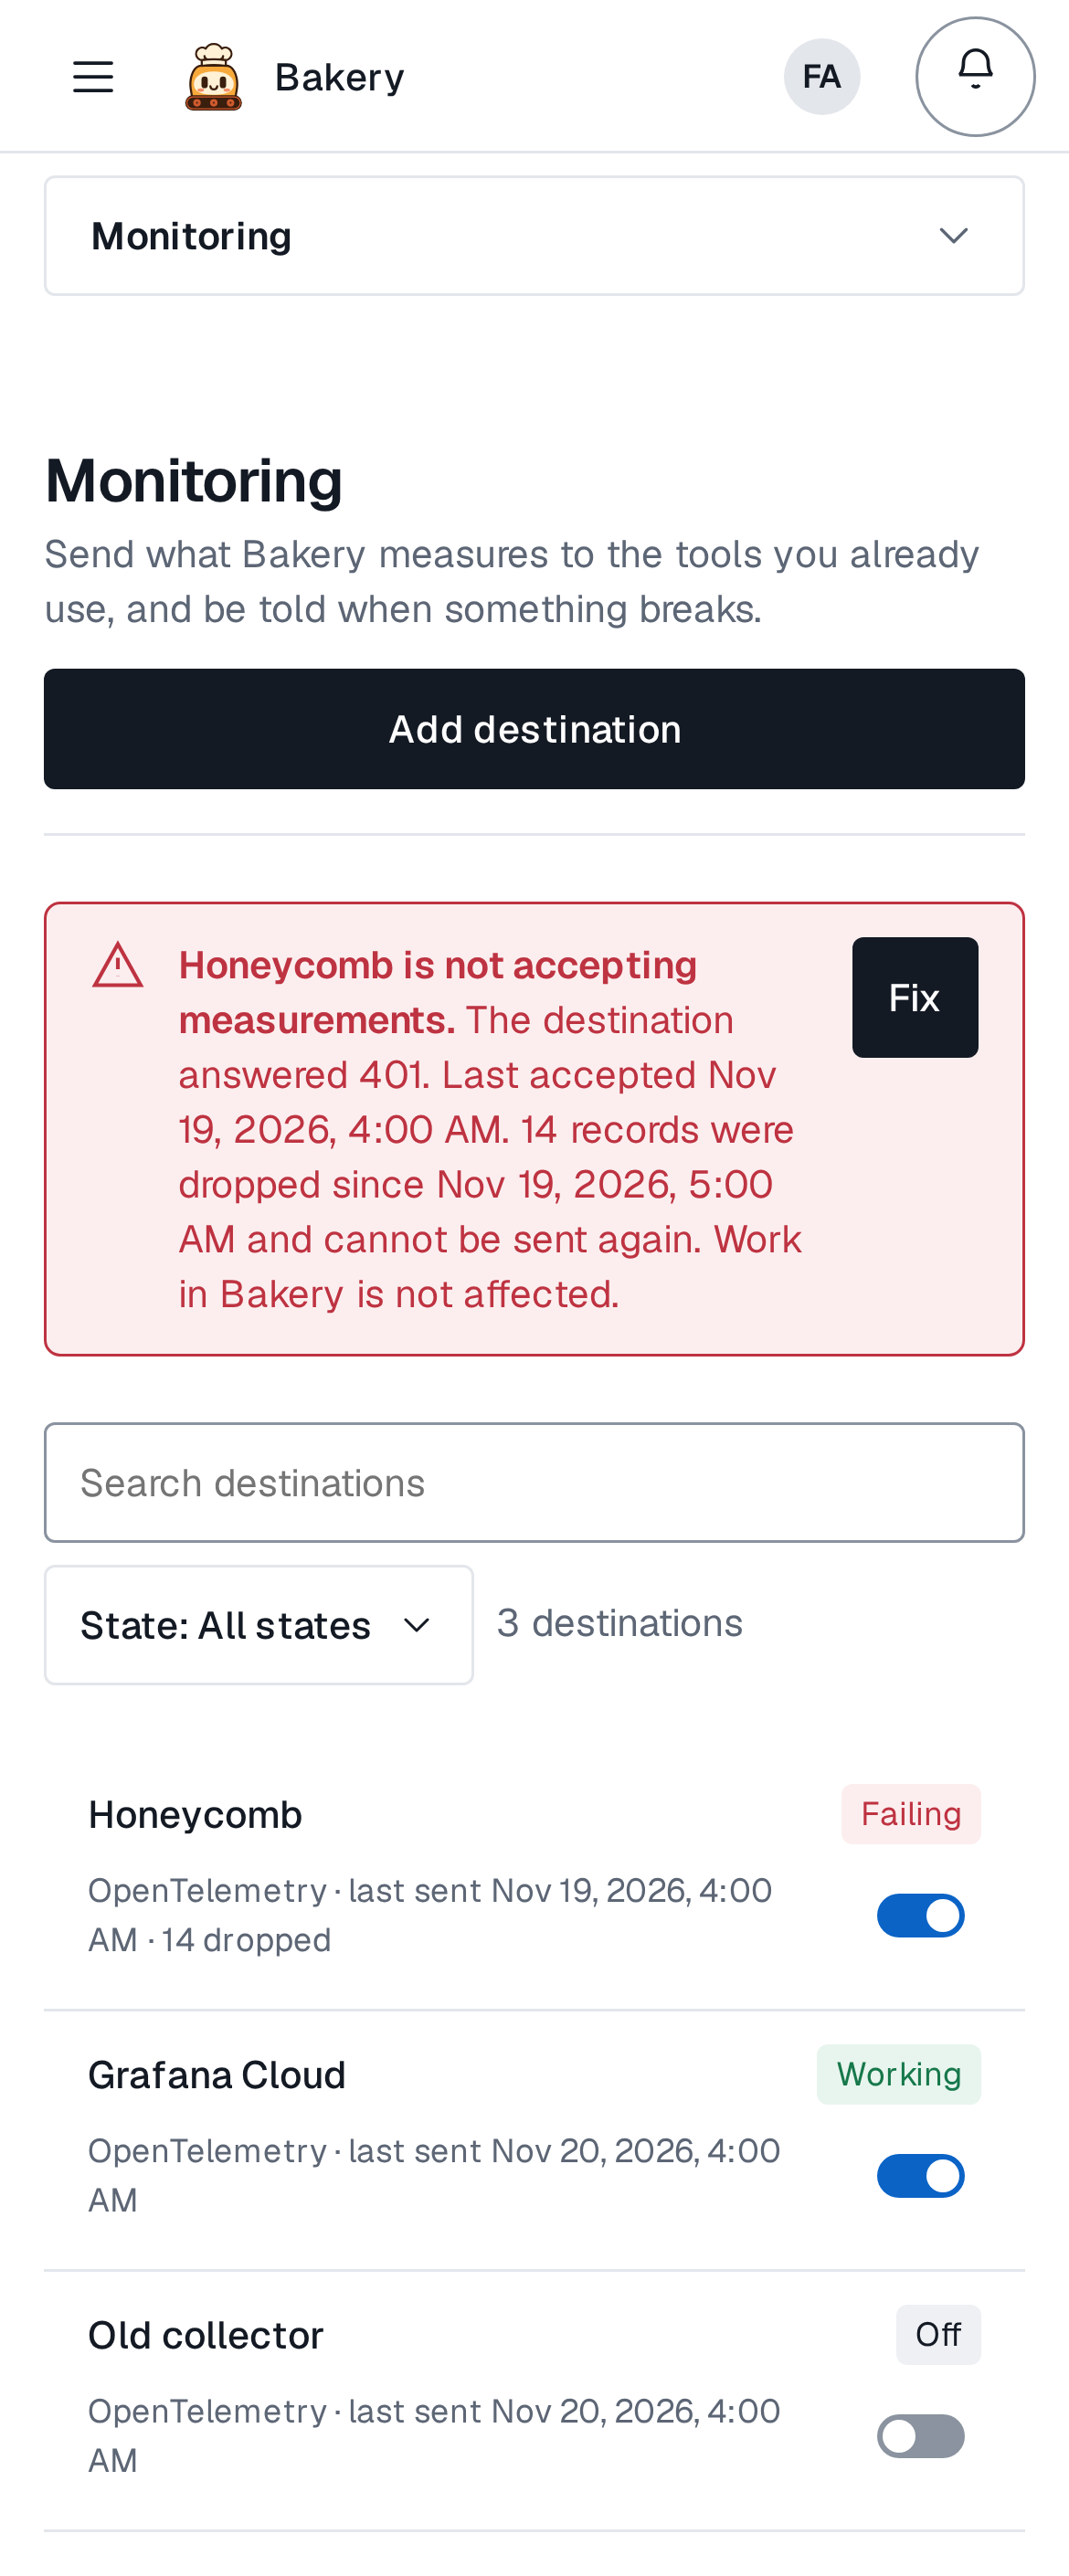 Bakery
FA
Monitoring
Monitoring
Send what Bakery measures to the tools you already
use, and be told when something breaks.
Add destination
Honeycomb is not accepting
measurements. The destination
answered 401. Last accepted Nov
19, 2026, 4:00 AM. 14 records were
dropped since Nov 19, 2026, 5:00
AM and cannot be sent again. Work
in Bakery is not affected.
Fix
Search destinations
State: All states
3 destinations
Honeycomb
Failing
OpenTelemetry · last sent Nov 19, 2026, 4:00
AM · 14 dropped
Grafana Cloud
Working
OpenTelemetry · last sent Nov 20, 2026, 4:00
AM
Old collector
Off
OpenTelemetry · last sent Nov 20, 2026, 4:00
AM